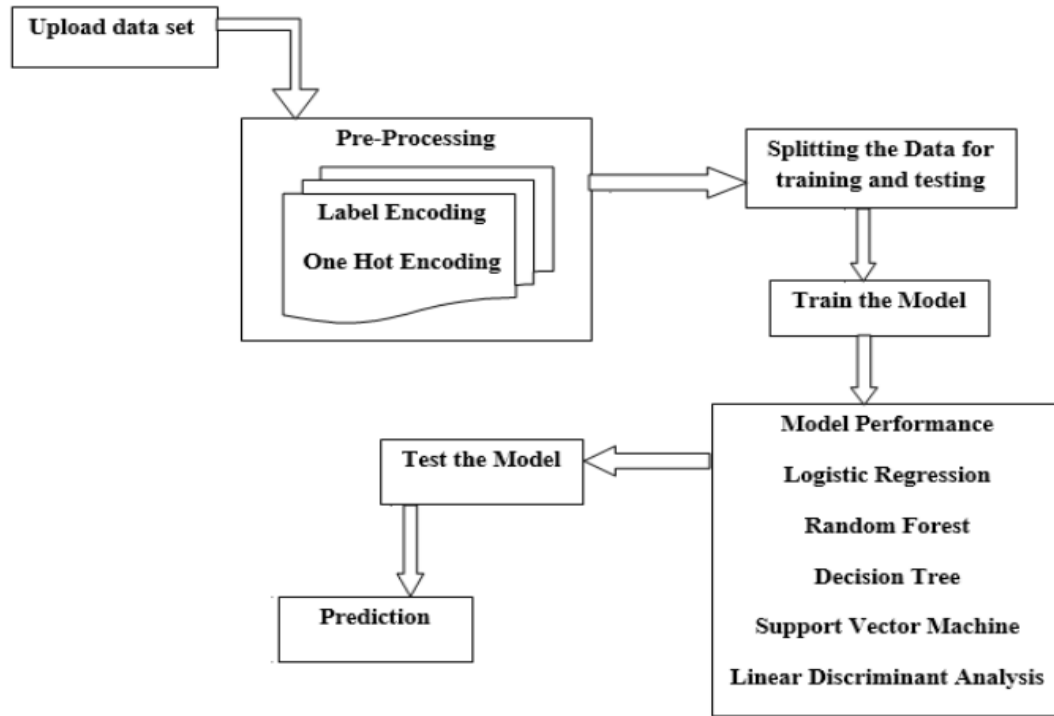 Upload data set
Pre-Processing
Label Encoding
One Hot Encoding
Splitting the Data for
training and testing
Train the Model
Model Performance
Logistic Regression
Random Forest
Decision Tree
Support Vector Machine
Linear Discriminant Analysis
Test the Model
Prediction